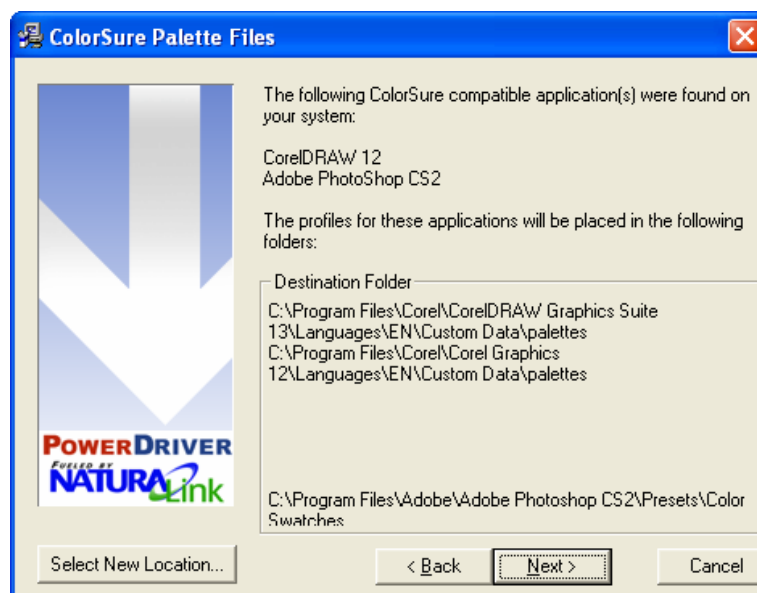 ColorSure Palette Files
The following ColorSure compatible application(s) were found on
your system:
CorelDRAW 12
Adobe PhotoShop CS2
The profiles for these applications will be placed in the following
folders:
Destination Folder
C:\Program Files\Corel\CorelDRAW Graphics Suite
13\Languages\EN\Custom Data\palettes
C:\Program Files\Corel\Corel Graphics
12\Languages\EN\Custom Data\palettes
C:\Program Files\Adobe\Adobe Photoshop CS2\Presets\Color
Swatches
POWERDRIVER
FUELED BY
NATURALink
Select New Location...
< Back
Next >
Cancel